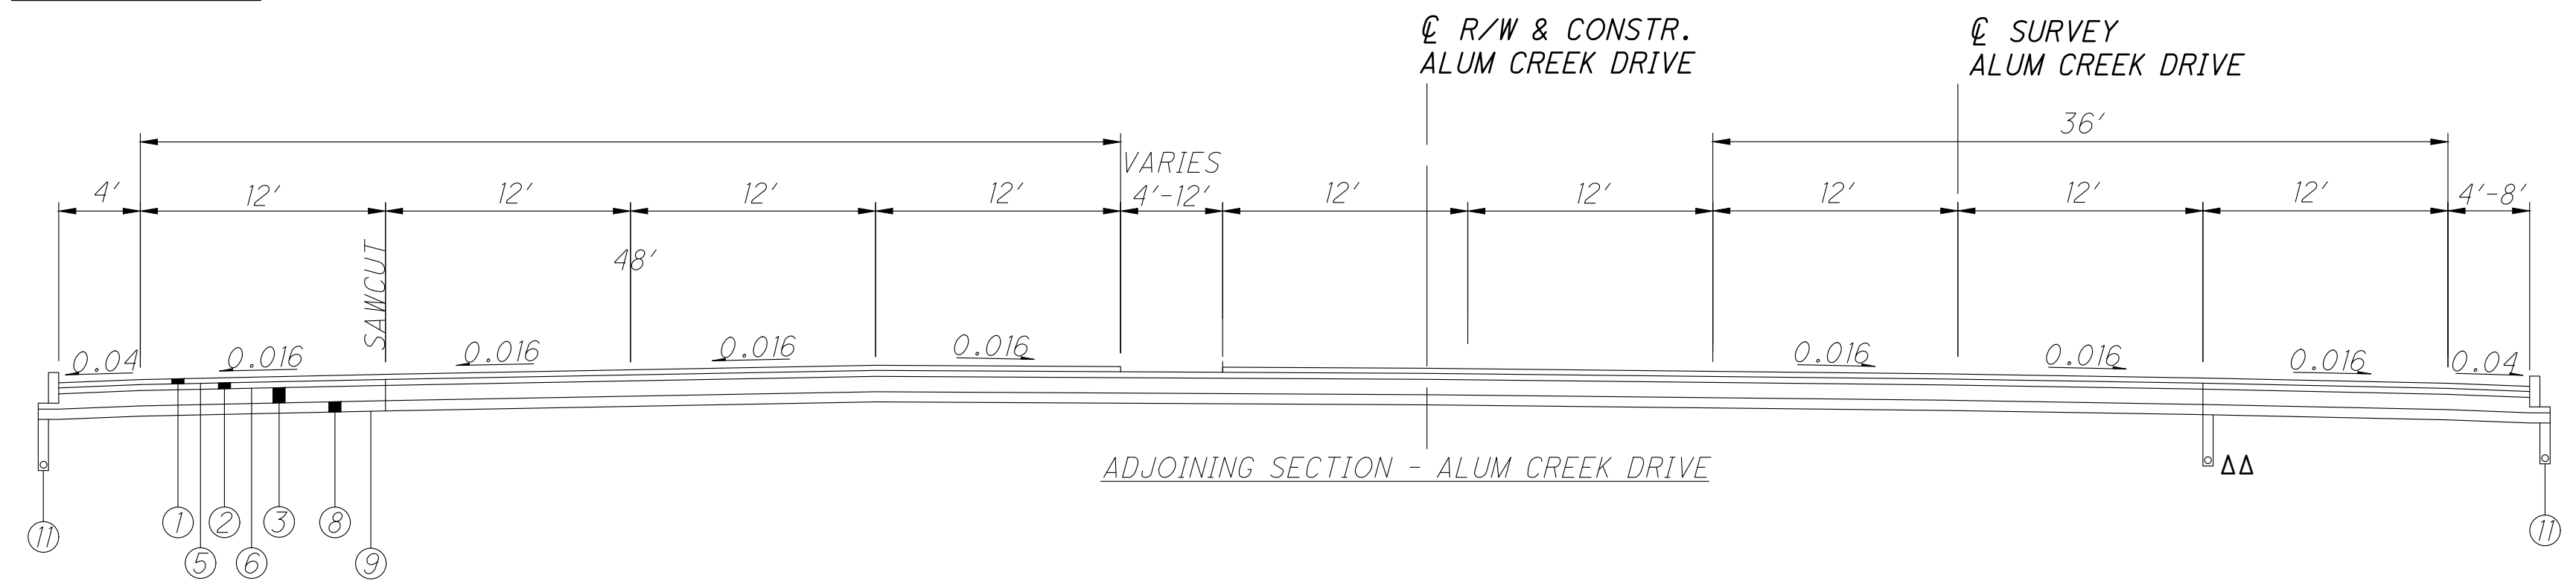 ℄ R/W & CONSTR.
ALUM CREEK DRIVE
℄ SURVEY
ALUM CREEK DRIVE
36'
VARIES
4' 12' 12' 12' 12' 4'-12' 12' 12' 12' 12' 12' 4'-8'
48'
SAWCUT
0.04 0.016 0.016 0.016 0.016 0.016 0.016 0.016 0.04
ADJOINING SECTION - ALUM CREEK DRIVE
ΔΔ
11 1 2 3 8 11
5 6 9